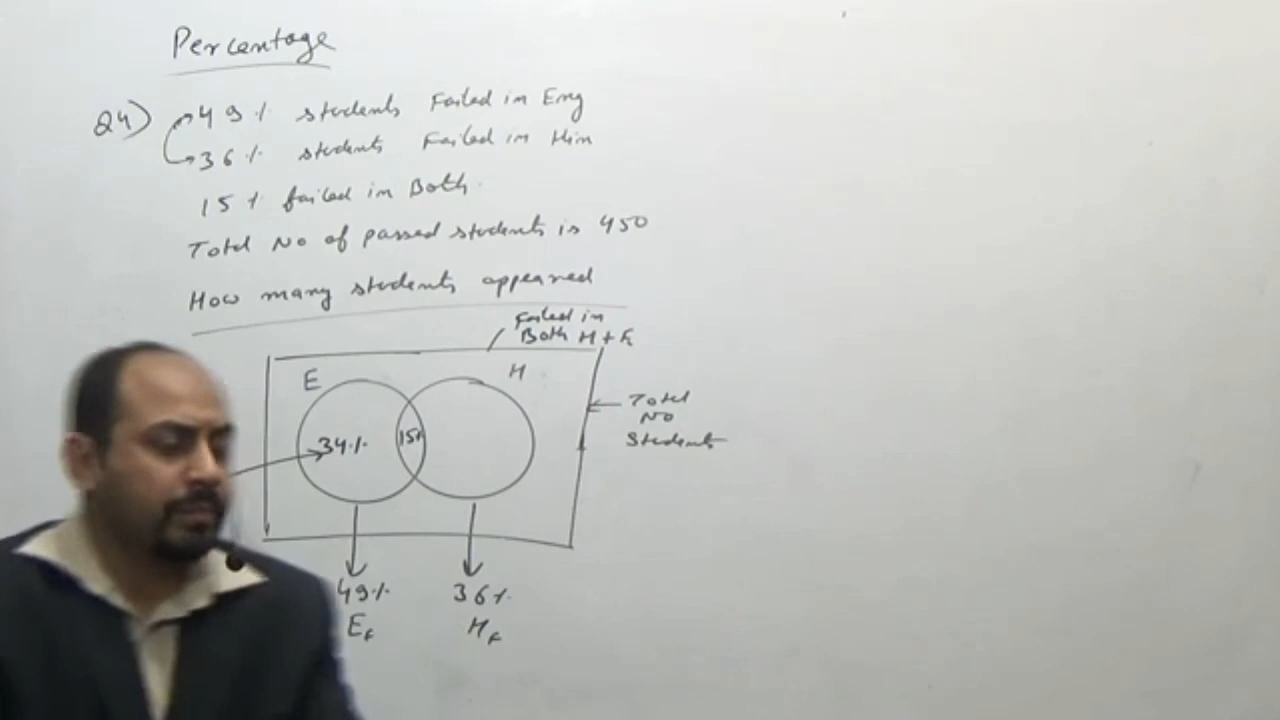 Percentage
Q4) 49% students Failed in Eng
36% students Failed in Hin
15% failed in Both.
Total No of passed students is 450
How many students appeared
Failed in
Both H + E
E
H
34%
15%
Total
No
Students
49%
36%
EF
HF